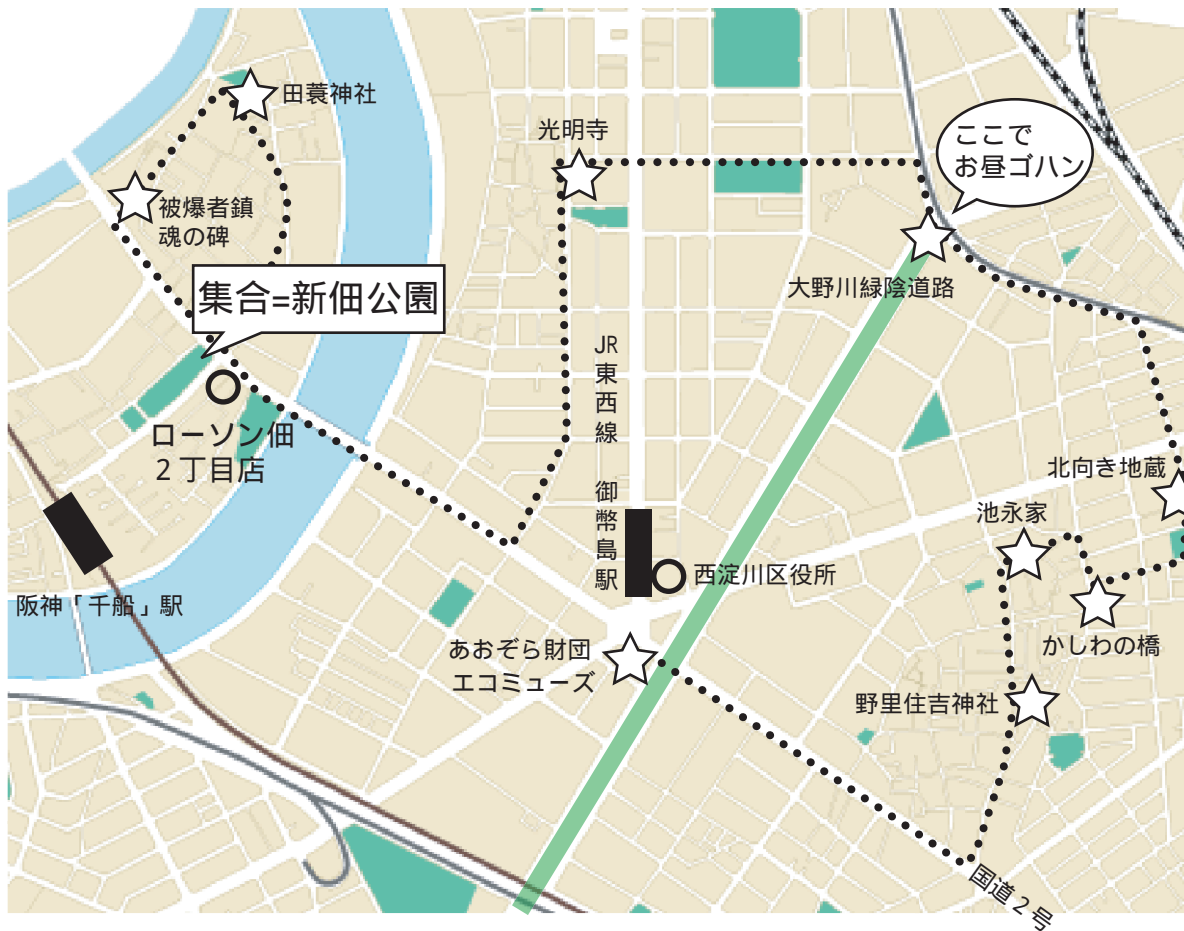 田蓑神社
光明寺
ここで
お昼ゴハン
被爆者鎮
魂の碑
集合=新佃公園
大野川緑陰道路
JR東西線 御幣島駅
ローソン佃
2丁目店
北向き地蔵
池永家
西淀川区役所
阪神「千船」駅
かしわの橋
あおぞら財団
エコミューズ
野里住吉神社
国道2号